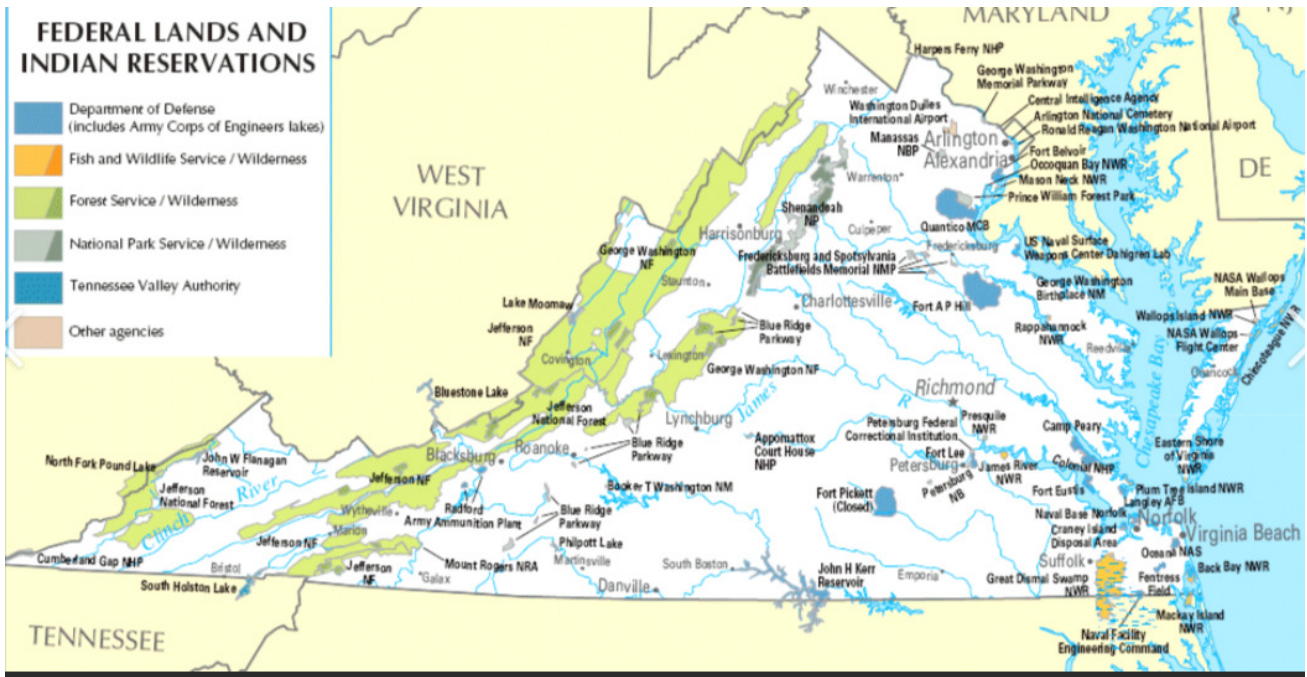 FEDERAL LANDS AND
INDIAN RESERVATIONS
Department of Defense
(includes Army Corps of Engineers lakes)
Fish and Wildlife Service / Wilderness
Forest Service / Wilderness
National Park Service / Wilderness
Tennessee Valley Authority
Other agencies
MARYLAND
NJ
DE
WEST
VIRGINIA
TENNESSEE
Harpers Ferry NHP
George Washington
Memorial Parkway
Winchester
Washington Dulles
International Airport
Central Intelligence Agency
Arlington National Cemetery
Ronald Reagan Washington National Airport
Manassas
NBP
Arlington
Alexandria
Fort Belvoir
Occoquan Bay NWR
Mason Neck NWR
Prince William Forest Park
Warrenton
Shenandoah
NP
Culpeper
Quantico MCB
Harrisonburg
Fredericksburg
George Washington
NF
Fredericksburg and Spotsylvania
Battlefields Memorial NMP
US Naval Surface
Weapons Center Dahlgren Lab
Staunton
George Washington
Birthplace NM
NASA Wallops
Main Base
Lake Moomaw
Charlottesville
Fort A P Hill
Wallops Island NWR
Jefferson
NF
Blue Ridge
Parkway
Rappahannock
NWR
NASA Wallops
Flight Center
Reedville
Chincoteague NWR
Covington
Lexington
George Washington NF
Onancock
Chesapeake Bay
Bluestone Lake
Richmond
James
R
Jefferson
National Forest
Lynchburg
Petersburg Federal
Correctional Institution
Presquile
NWR
Camp Peary
Roanoke
Blue Ridge
Parkway
Appomattox
Court House
NHP
Fort Lee
Eastern Shore
of Virginia
NWR
North Fork Pound Lake
John W Flanagan
Reservoir
Blacksburg
Petersburg
James River
NWR
Colonial NHP
Jefferson NF
Petersburg
NB
Jefferson
National Forest
Clinch
River
Booker T Washington NM
Fort Pickett
(Closed)
Fort Eustis
Plum Tree Island NWR
Langley AFB
Wytheville
Radford
Army Ammunition Plant
Blue Ridge
Parkway
Naval Base Norfolk
Norfolk
Marion
Craney Island
Disposal Area
Virginia Beach
Jefferson NF
Philpott Lake
Oceana NAS
Cumberland Gap NHP
Bristol
Mount Rogers NRA
Martinsville
South Boston
John H Kerr
Reservoir
Emporia
Suffolk
Back Bay NWR
Jefferson
NF
Galax
Great Dismal Swamp
NWR
Fentress
Field
South Holston Lake
Danville
Mackay Island
NWR
Naval Facility
Engineering Command